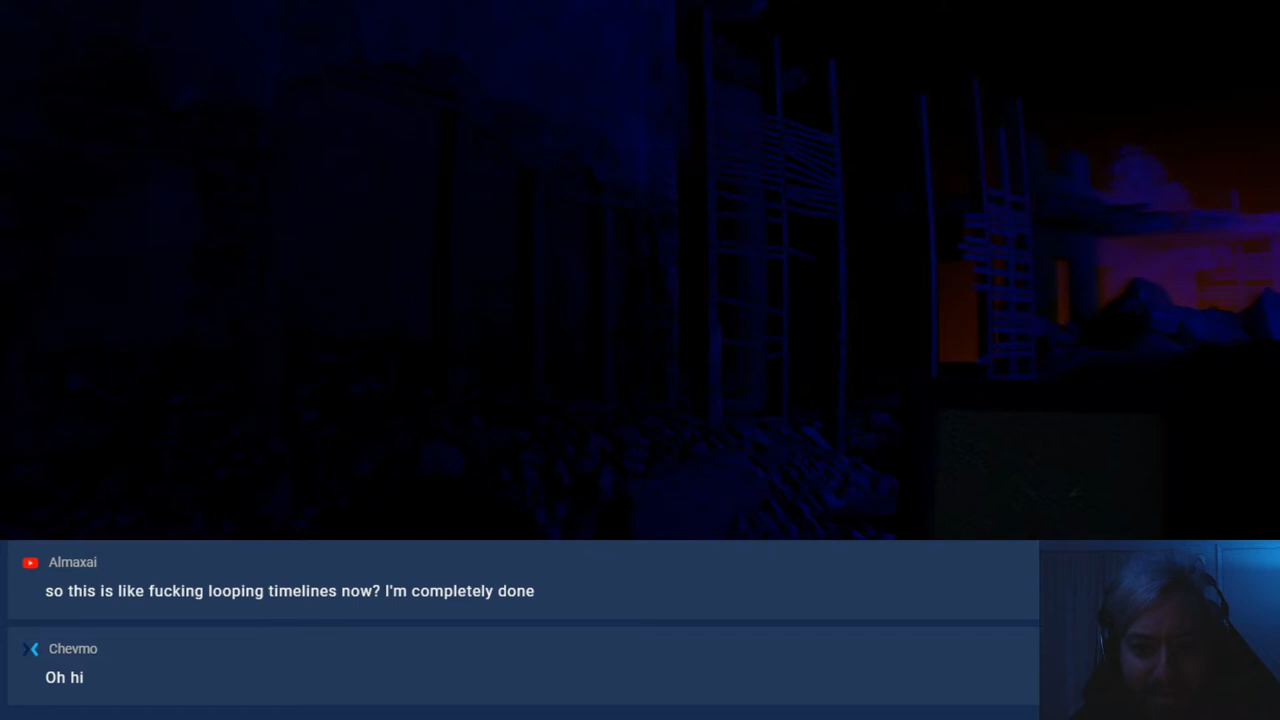 Almaxai
so this is like fucking looping timelines now? I'm completely done
Chevmo
Oh hi